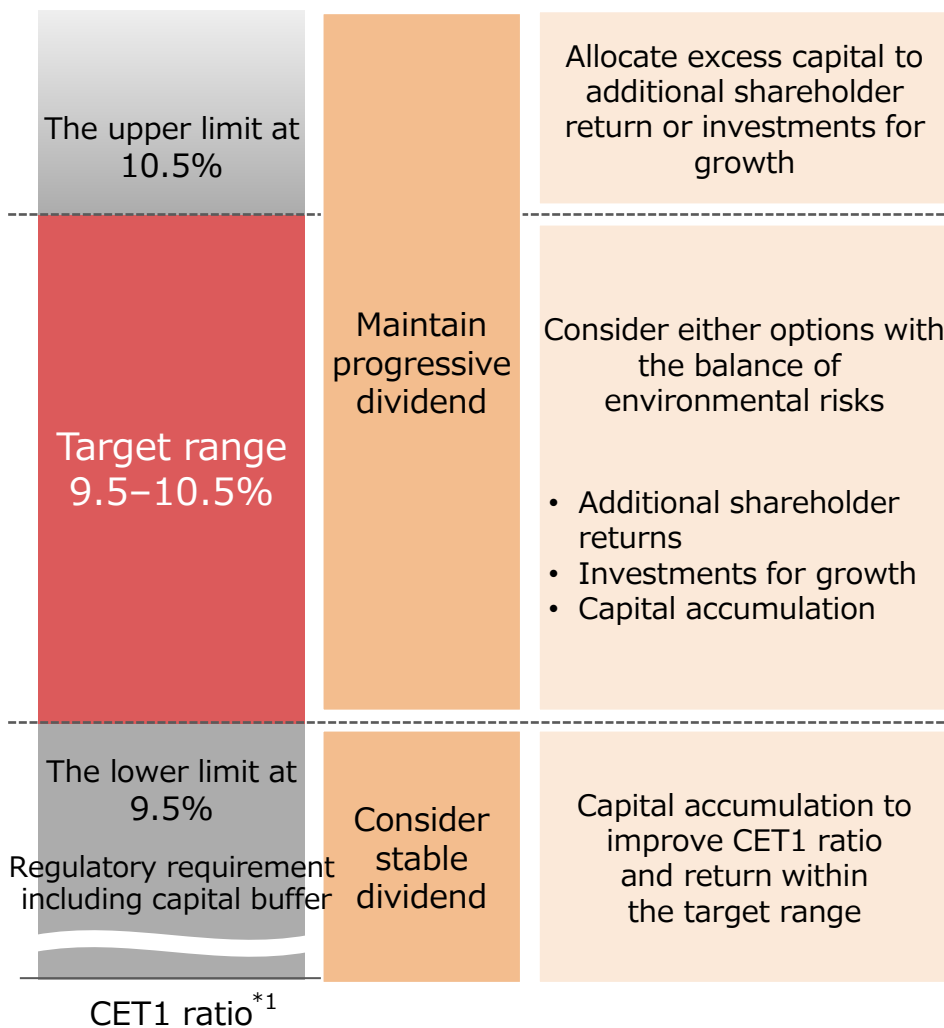 The upper limit at
10.5%
Target range
9.5–10.5%
The lower limit at
9.5%
Regulatory requirement
including capital buffer
CET1 ratio*1
Maintain
progressive
dividend
Consider
stable
dividend
Allocate excess capital to
additional shareholder
return or investments for
growth
Consider either options with
the balance of
environmental risks
• Additional shareholder
returns
• Investments for growth
• Capital accumulation
Capital accumulation to
improve CET1 ratio
and return within
the target range